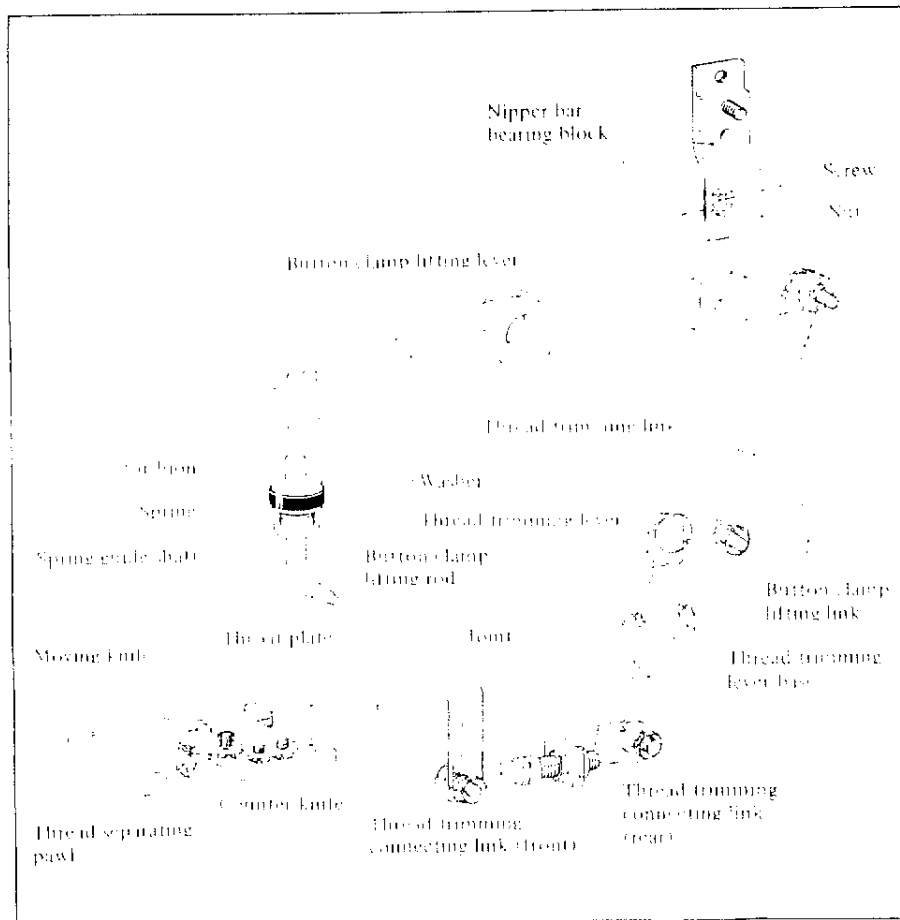 Nipper bar
bearing block
Screw
Nut
Button clamp lifting lever
Thread trimming link
Cushion
Washer
Spring
Thread trimming lever
Spring guide shaft
Button clamp
lifting rod
Button clamp
lifting link
Throat plate
Joint
Moving knife
Thread trimming
lever base
Counter knife
Thread trimming
connecting link
(rear)
Thread separating
pawl
Thread trimming
connecting link (front)